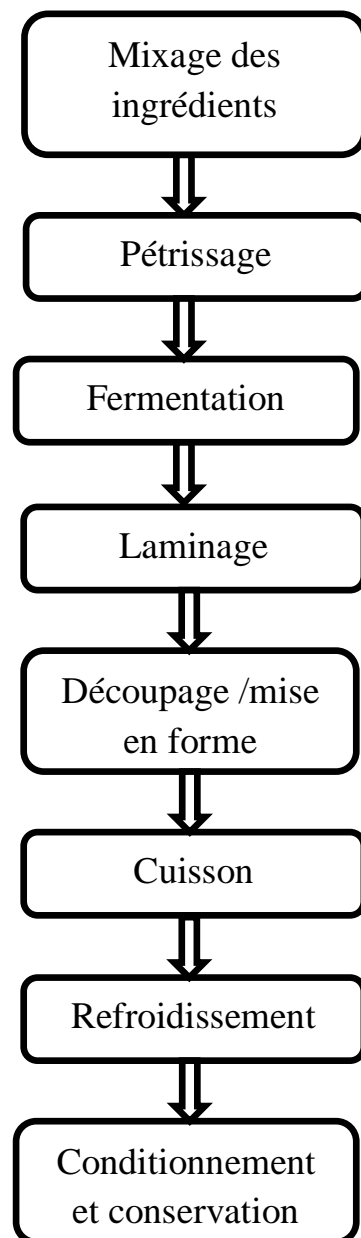 Mixage des
ingrédients
Pétrissage
Fermentation
Laminage
Découpage /mise
en forme
Cuisson
Refroidissement
Conditionnement
et conservation